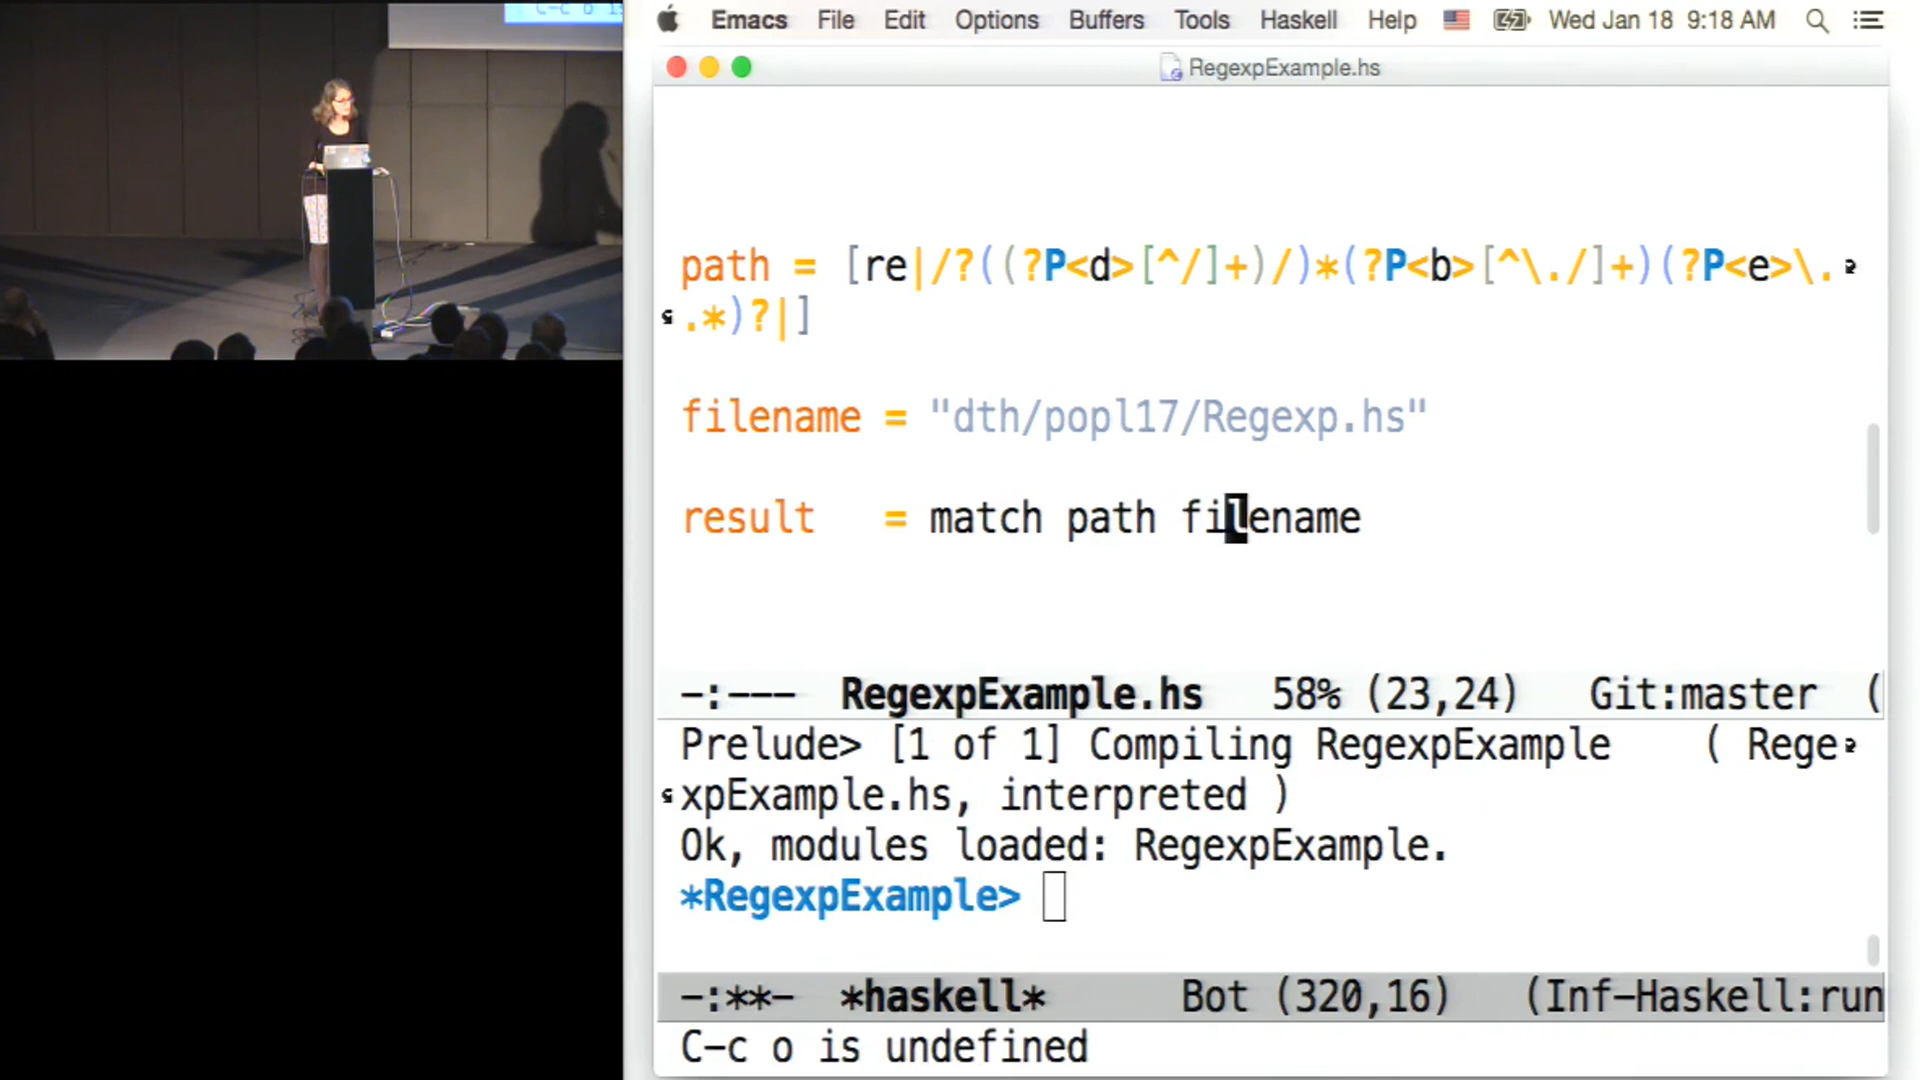 C-c o is
Emacs File Edit Options Buffers Tools Haskell Help Wed Jan 18 9:18 AM
RegexpExample.hs
path = [re|/?((?P<d>[^/]+)/)*(?P<b>[^\./]+)(?P<e>\.
.*)?|]
filename = "dth/popl17/Regexp.hs"
result = match path filename
-:--- RegexpExample.hs 58% (23,24) Git:master (
Prelude> [1 of 1] Compiling RegexpExample ( Rege
xpExample.hs, interpreted )
Ok, modules loaded: RegexpExample.
*RegexpExample>
-:**- *haskell* Bot (320,16) (Inf-Haskell:run
C-c o is undefined